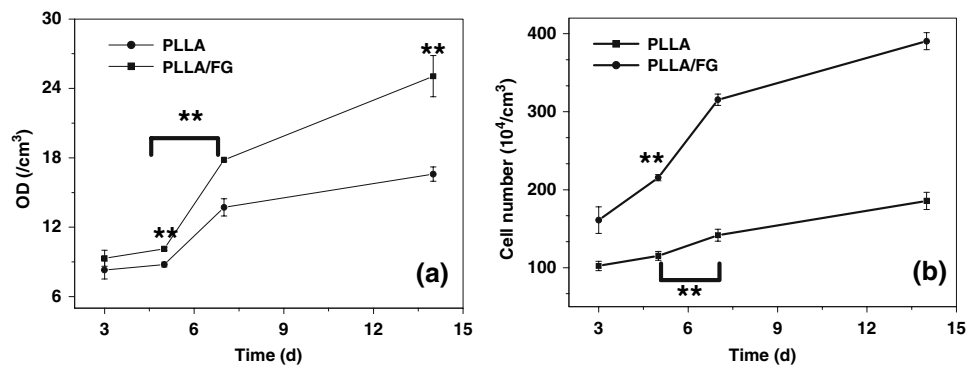 30
24
18
12
6
OD (/cm3)
PLLA
PLLA/FG
**
**
**
(a)
3 6 9 12 15
Time (d)
400
300
200
100
Cell number (10^4/cm3)
PLLA
PLLA/FG
**
**
(b)
3 6 9 12 15
Time (d)